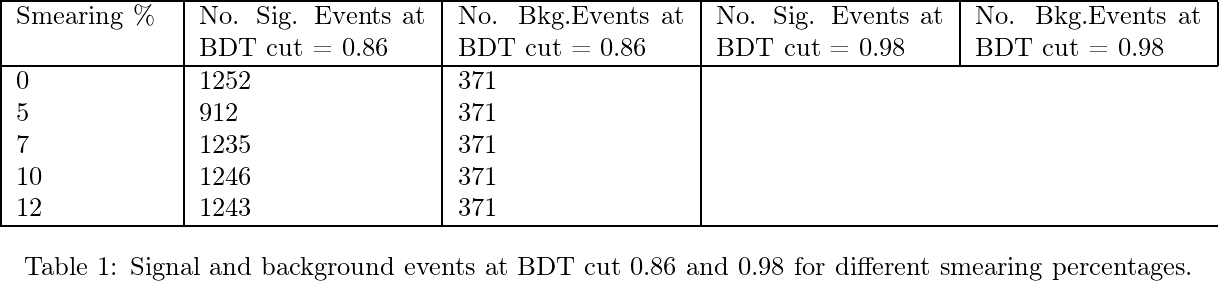 Smearing % No. Sig. Events at BDT cut = 0.86 No. Bkg.Events at BDT cut = 0.86 No. Sig. Events at BDT cut = 0.98 No. Bkg.Events at BDT cut = 0.98
0 1252 371
5 912 371
7 1235 371
10 1246 371
12 1243 371
Table 1: Signal and background events at BDT cut 0.86 and 0.98 for different smearing percentages.